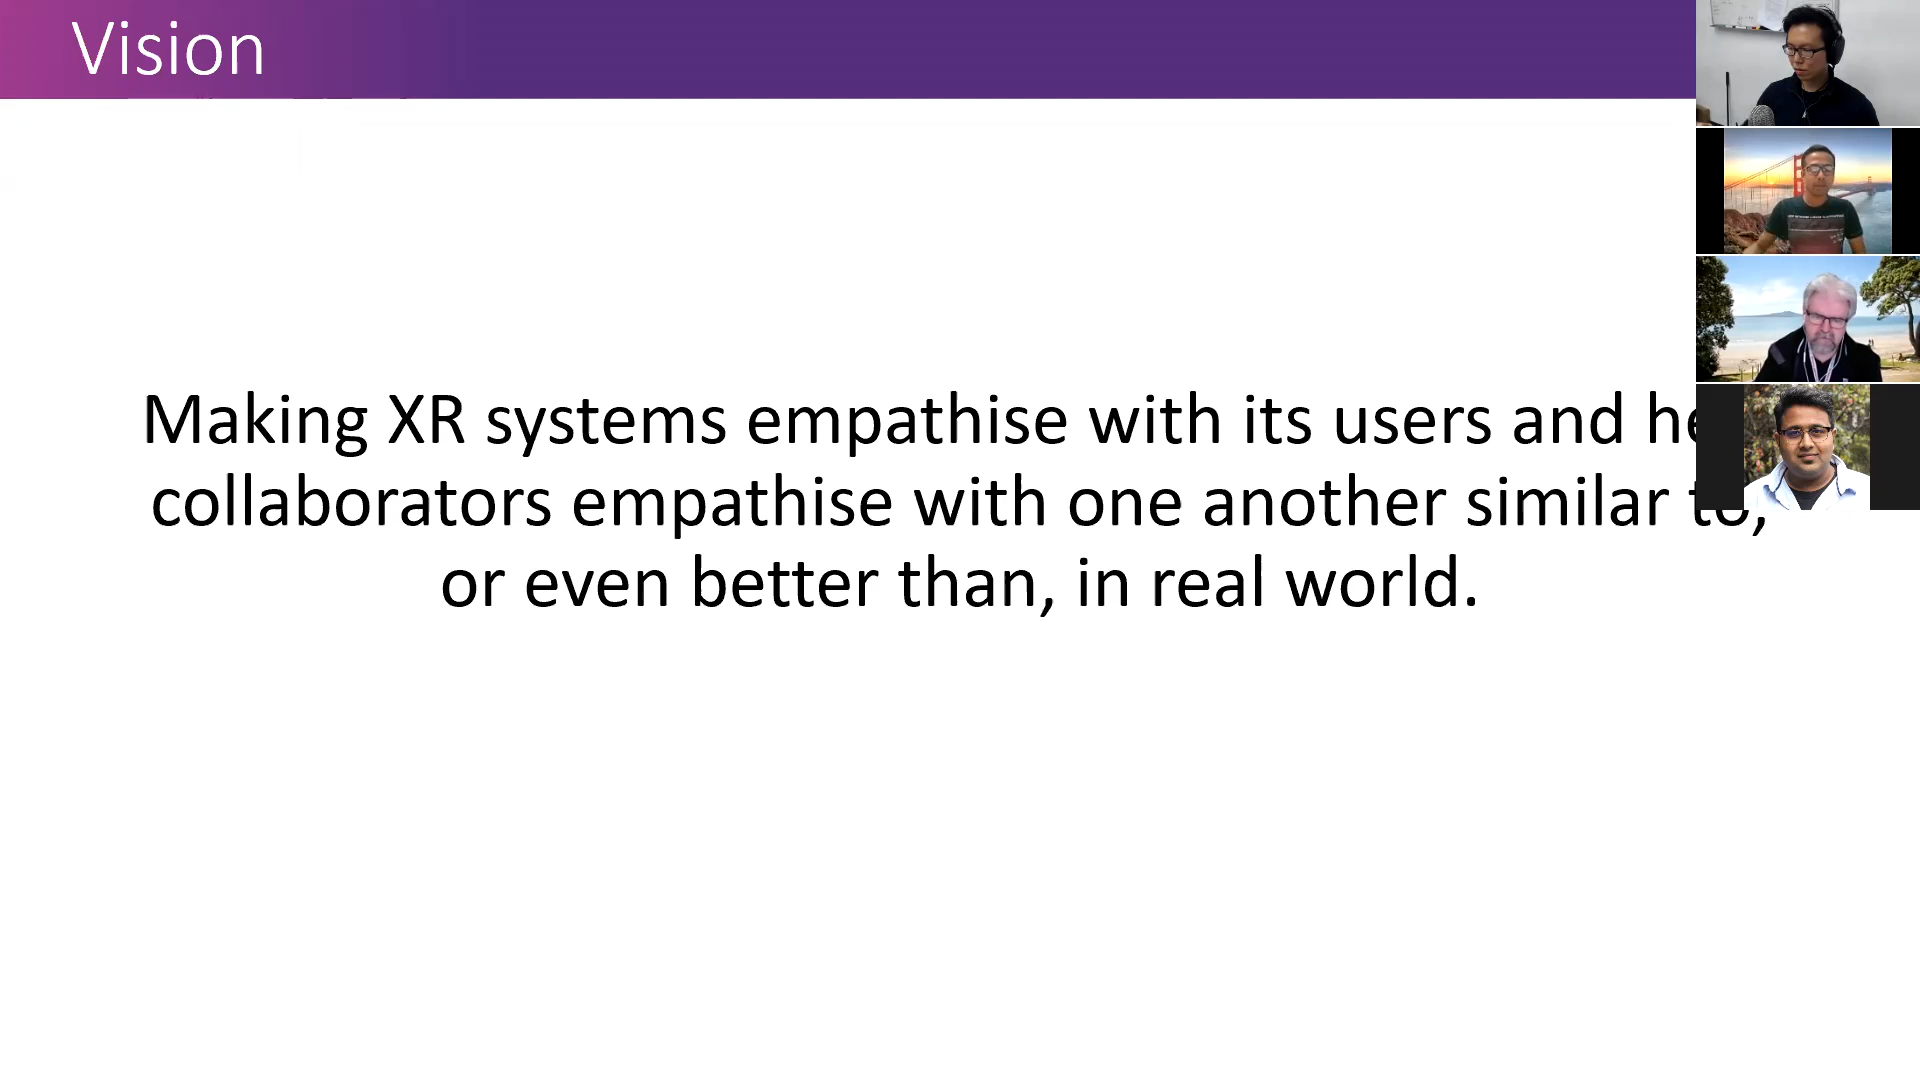 Vision
Making XR systems empathise with its users and
collaborators empathise with one another similar to,
or even better than, in real world.